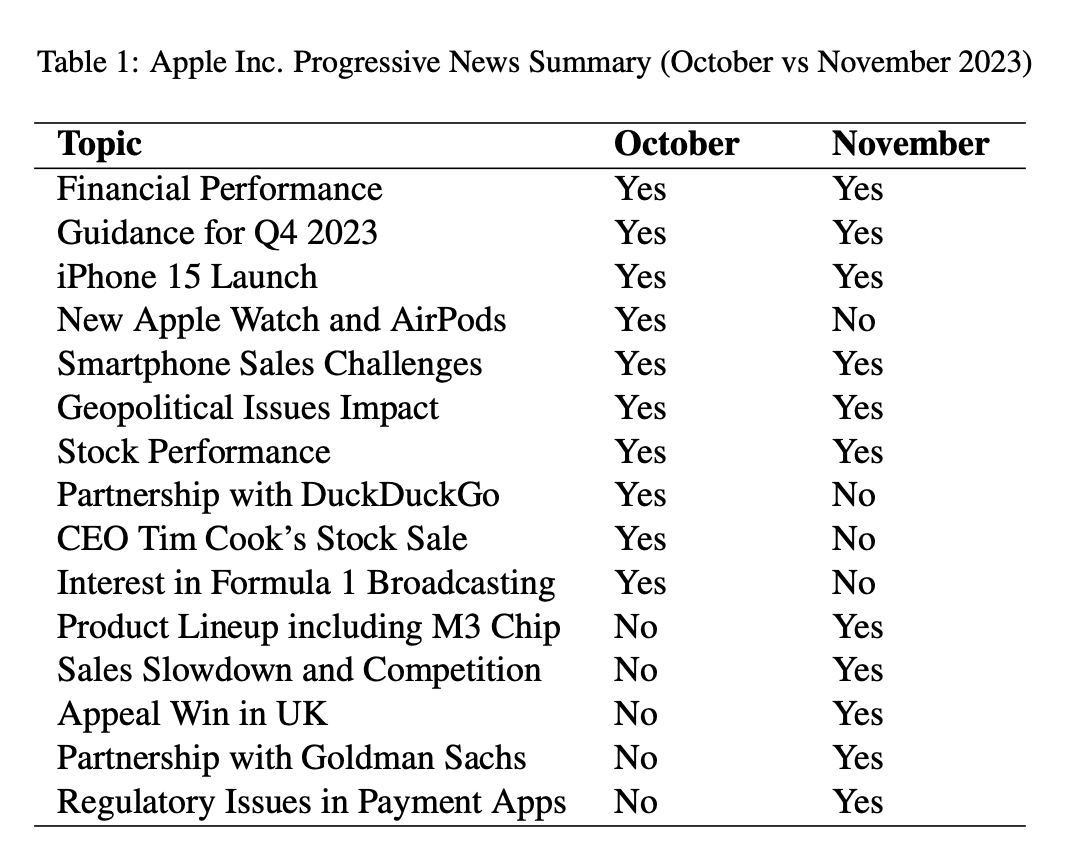 Table 1: Apple Inc. Progressive News Summary (October vs November 2023)
Topic October November
Financial Performance Yes Yes
Guidance for Q4 2023 Yes Yes
iPhone 15 Launch Yes Yes
New Apple Watch and AirPods Yes No
Smartphone Sales Challenges Yes Yes
Geopolitical Issues Impact Yes Yes
Stock Performance Yes Yes
Partnership with DuckDuckGo Yes No
CEO Tim Cook’s Stock Sale Yes No
Interest in Formula 1 Broadcasting Yes No
Product Lineup including M3 Chip No Yes
Sales Slowdown and Competition No Yes
Appeal Win in UK No Yes
Partnership with Goldman Sachs No Yes
Regulatory Issues in Payment Apps No Yes